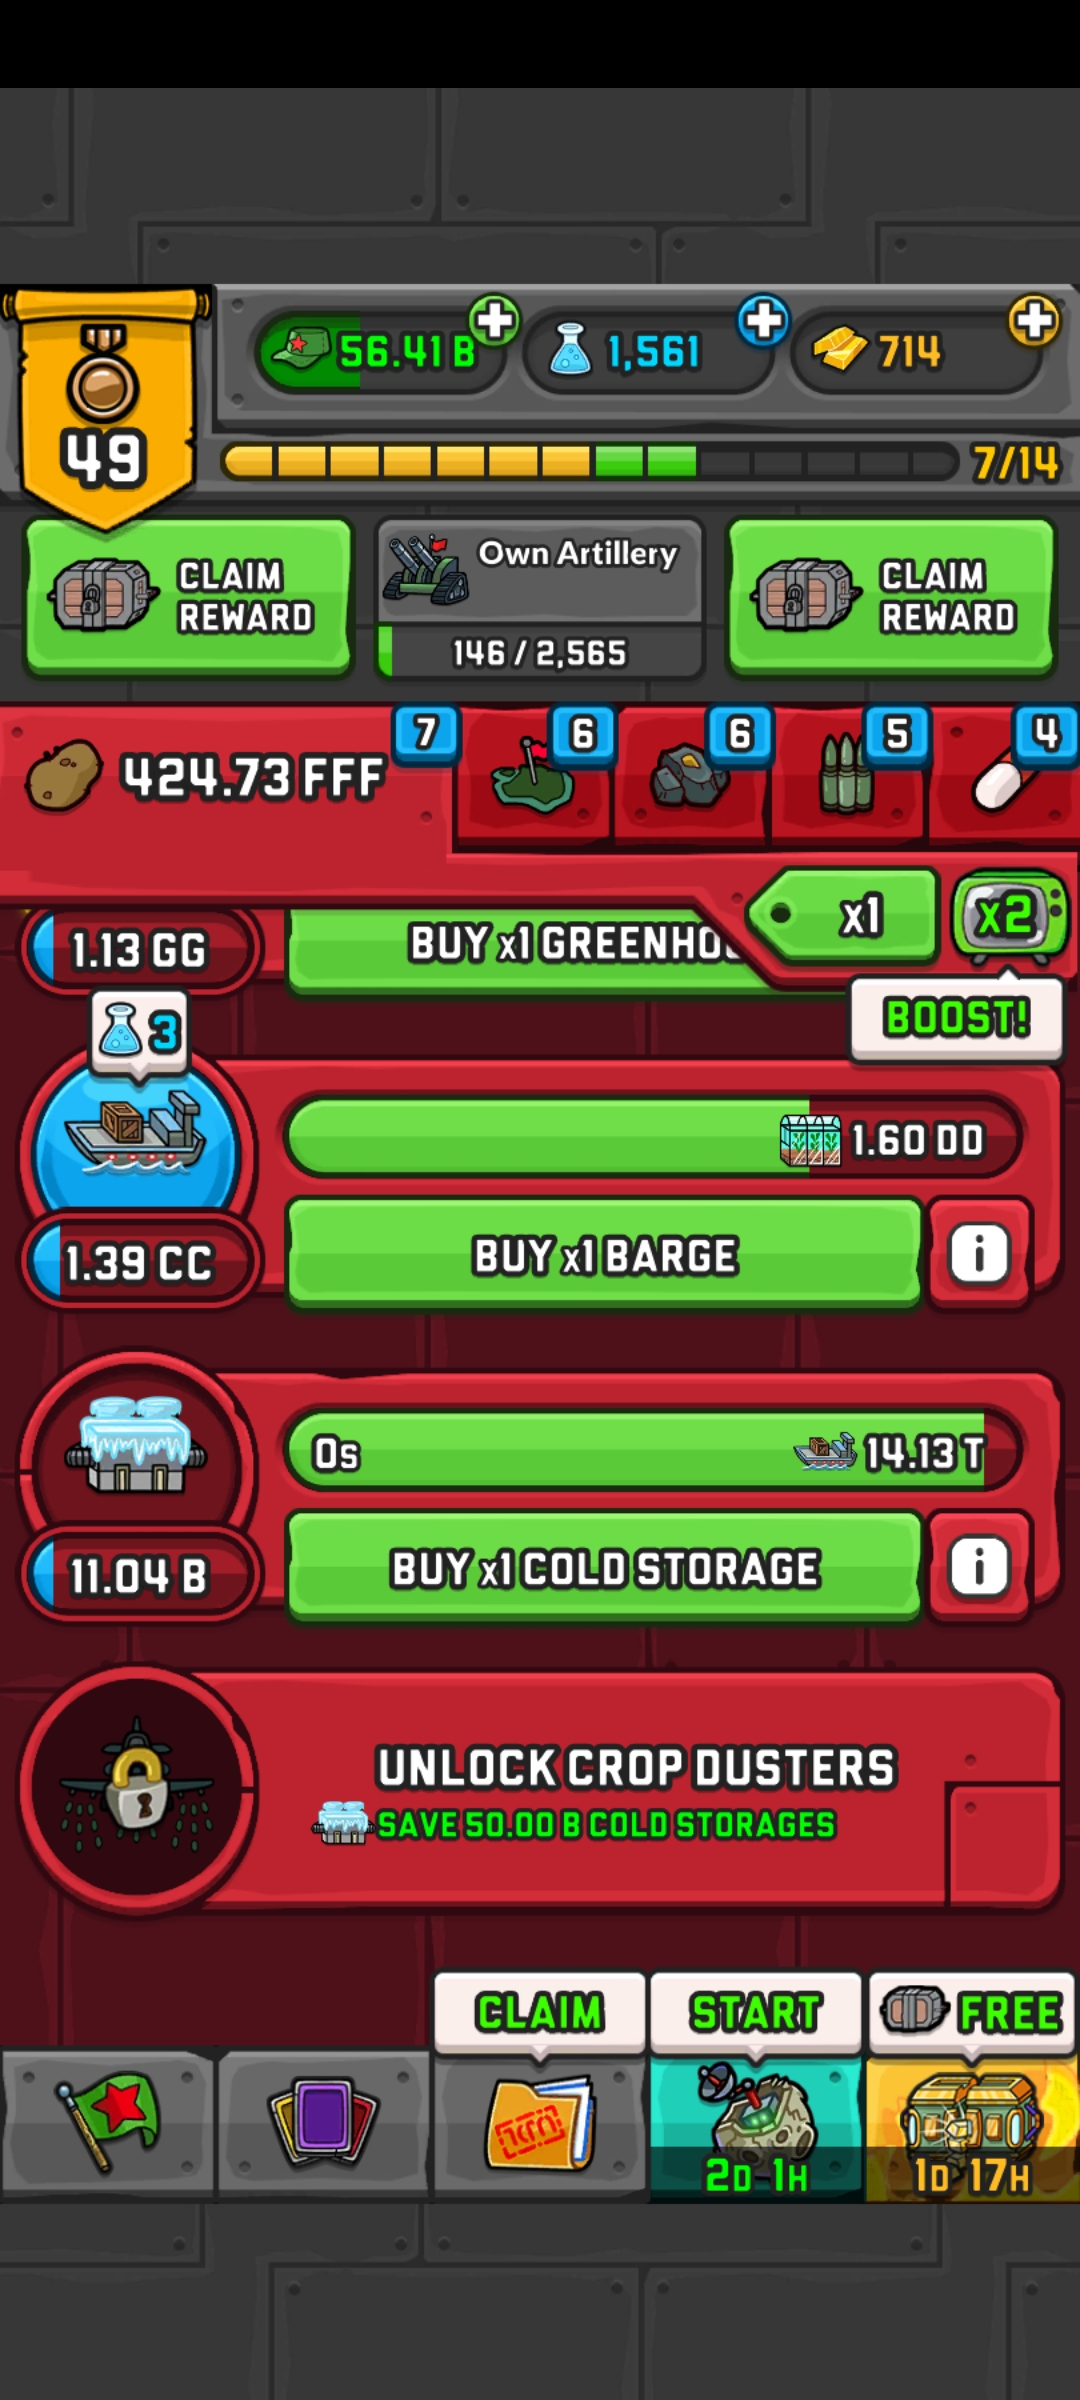 56.41 B
1,561
714
49
7/14
CLAIM
REWARD
Own Artillery
146 / 2,565
CLAIM
REWARD
424.73 FFF
7
6
6
5
4
x1
x2
BOOST!
1.13 GG
BUY x1
3
1.60 DD
1.39 CC
BUY x1 BARGE
i
0s
14.13 T
11.04 B
BUY x1 COLD STORAGE
i
UNLOCK CROP DUSTERS
SAVE 50.00 B COLD STORAGES
CLAIM
START
FREE
2D 1H
1D 17H